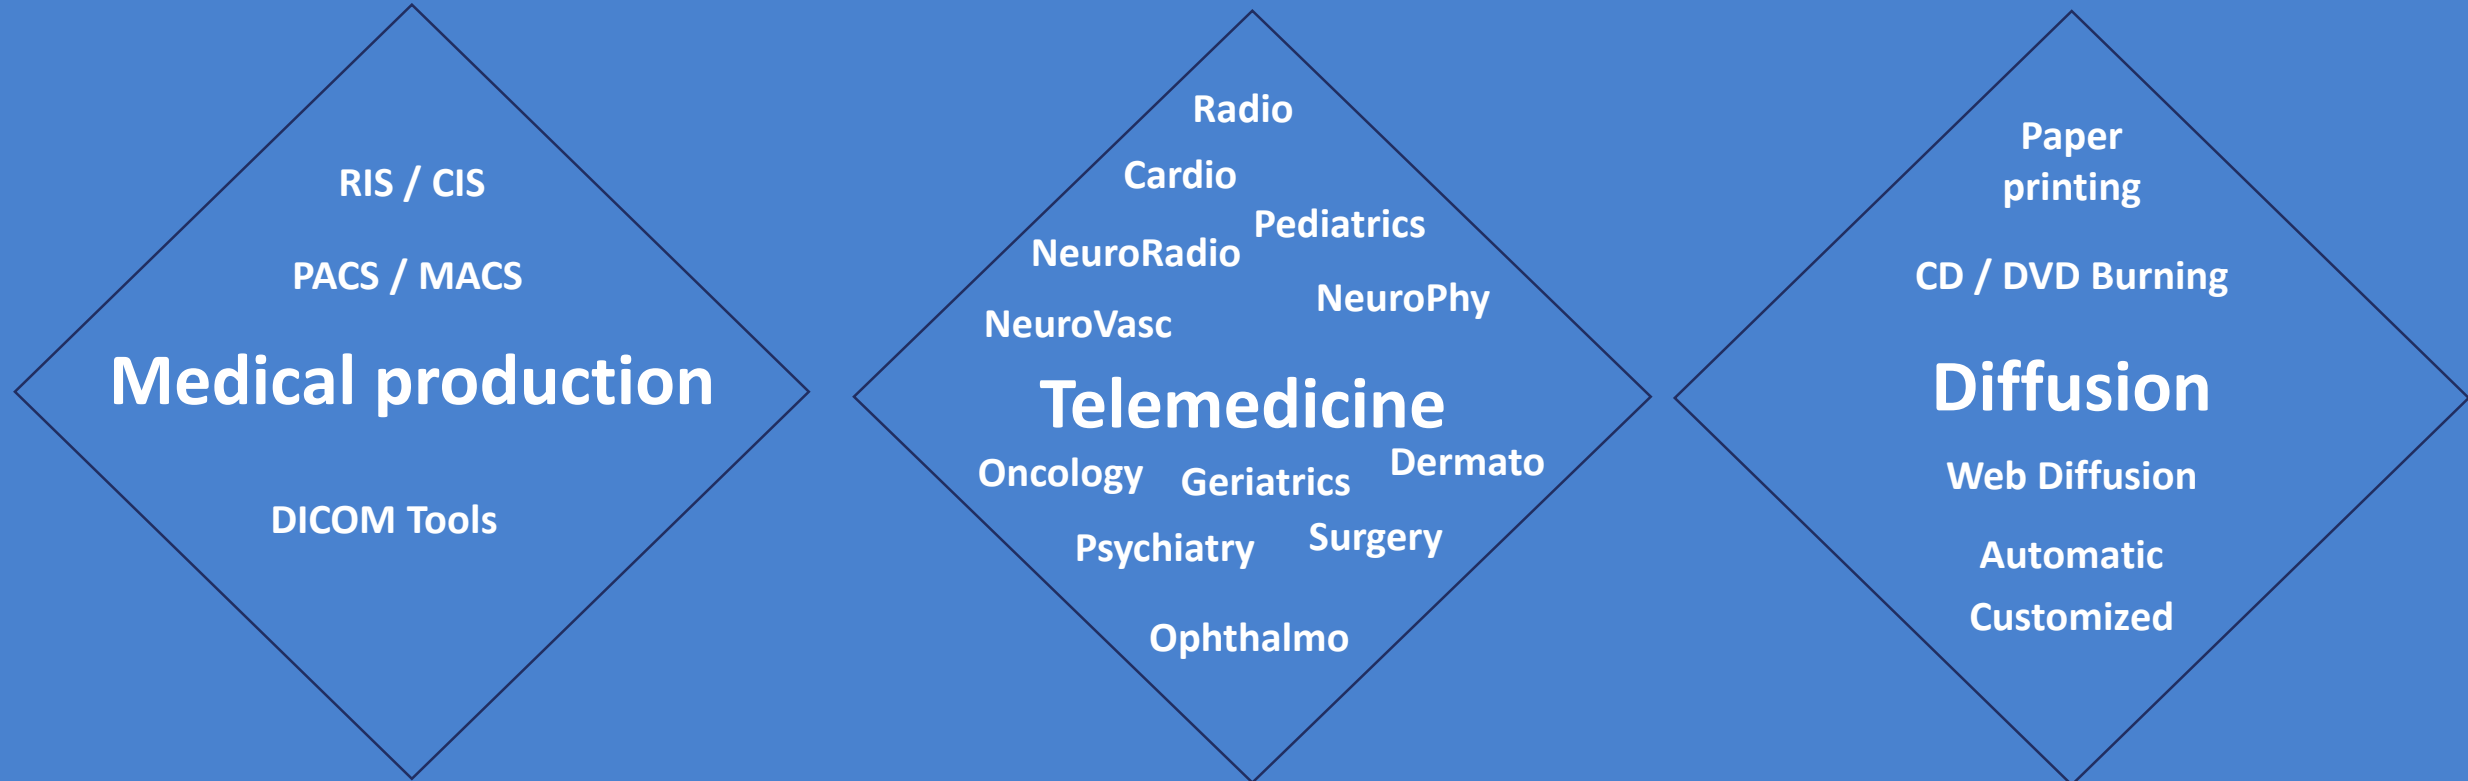 RIS / CIS
PACS / MACS
Medical production
DICOM Tools
Radio
Cardio
Pediatrics
NeuroRadio
NeuroPhy
NeuroVasc
Telemedicine
Oncology
Geriatrics
Dermato
Psychiatry
Surgery
Ophthalmo
Paper
printing
CD / DVD Burning
Diffusion
Web Diffusion
Automatic
Customized